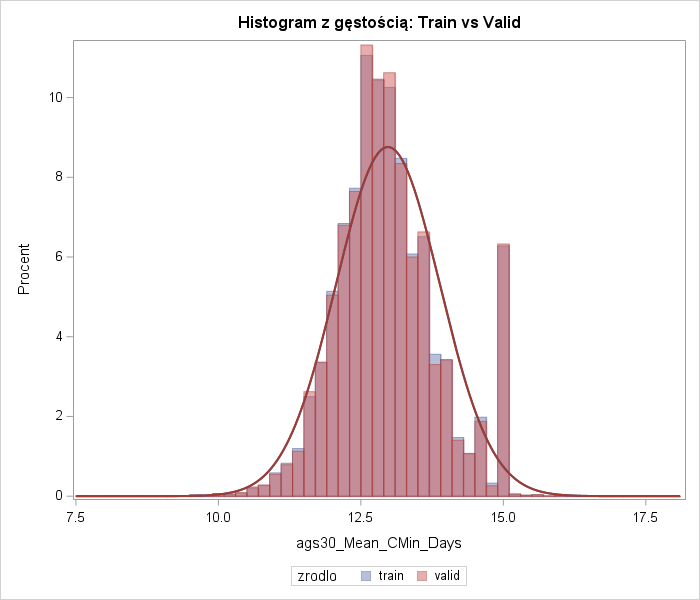 Histogram z gęstością: Train vs Valid
Procent
10
8
6
4
2
0
7.5 10.0 12.5 15.0 17.5
ags30_Mean_CMin_Days
zrodlo train valid